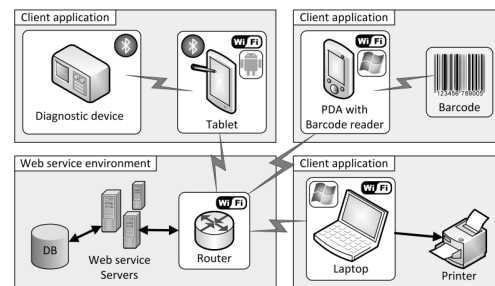 Client application
Wi Fi
Diagnostic device
Tablet
Client application
Wi Fi
PDA with
Barcode reader
123456"789005"
Barcode
Web service environment
DB
Web service
Servers
Wi Fi
Router
Client application
Wi Fi
Laptop
Printer